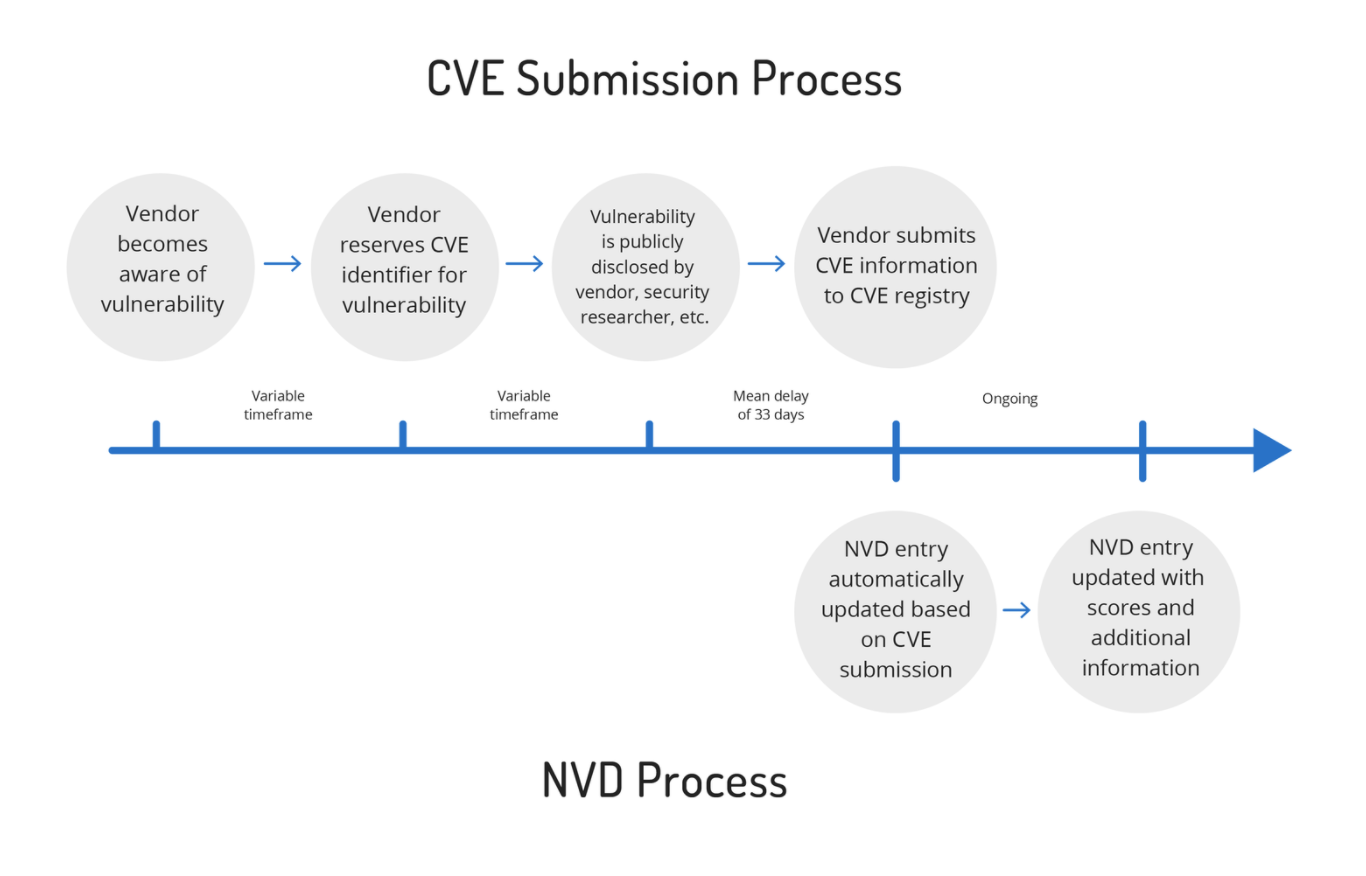 CVE Submission Process
Vendor
becomes
aware of
vulnerability
Vendor
reserves CVE
identifier for
vulnerability
Vulnerability
is publicly
disclosed by
vendor, security
researcher, etc.
Vendor submits
CVE information
to CVE registry
Variable
timeframe
Variable
timeframe
Mean delay
of 33 days
Ongoing
NVD entry
automatically
updated based
on CVE
submission
NVD entry
updated with
scores and
additional
information
NVD Process